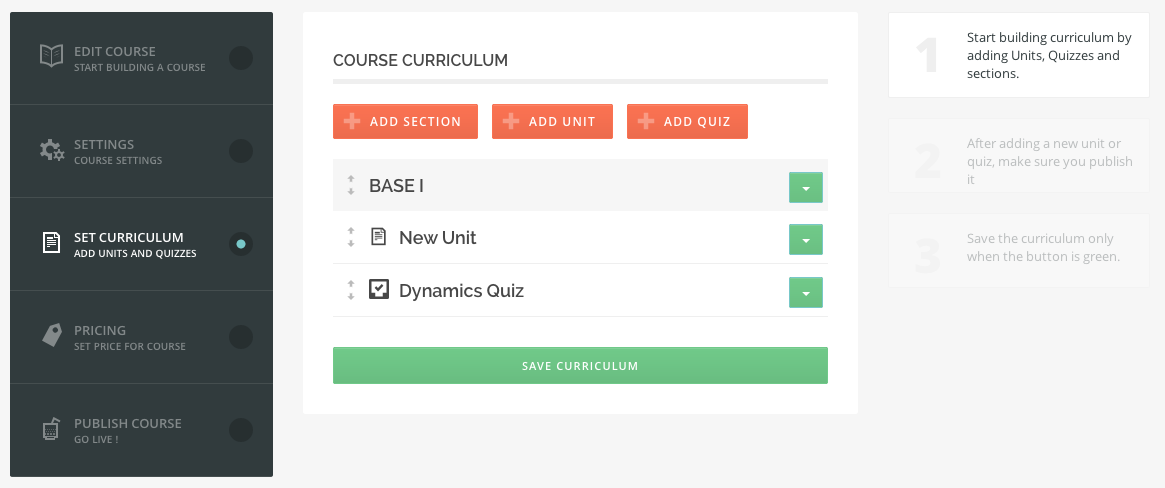 EDIT COURSE
START BUILDING A COURSE
SETTINGS
COURSE SETTINGS
SET CURRICULUM
ADD UNITS AND QUIZZES
PRICING
SET PRICE FOR COURSE
PUBLISH COURSE
GO LIVE !
COURSE CURRICULUM
ADD SECTION
ADD UNIT
ADD QUIZ
BASE I
New Unit
Dynamics Quiz
SAVE CURRICULUM
1
Start building curriculum by
adding Units, Quizzes and
sections.
2
After adding a new unit or
quiz, make sure you publish
it
3
Save the curriculum only
when the button is green.